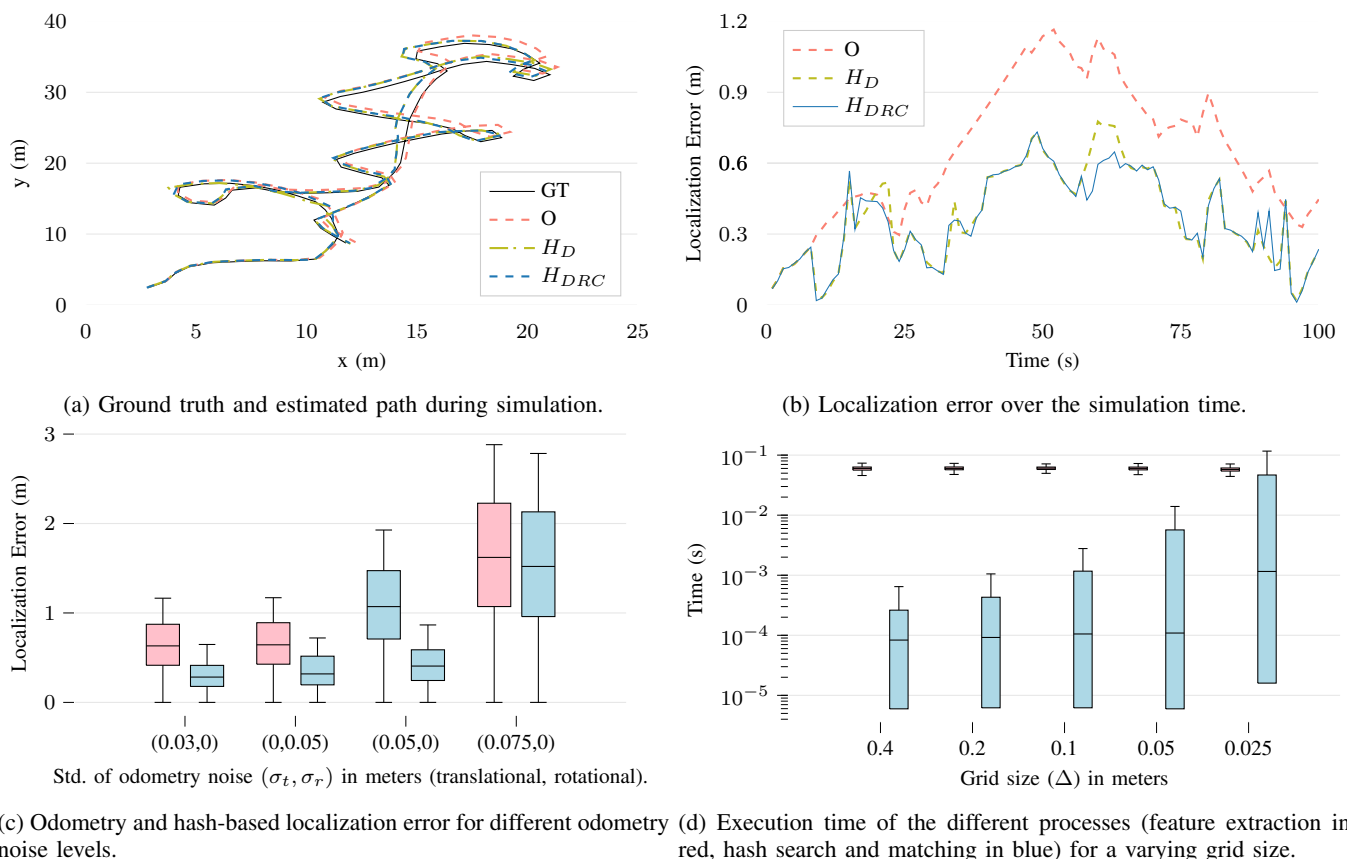 40
30
20
10
0
y (m)
GT
O
H_D
H_DRC
0 5 10 15 20 25
x (m)
(a) Ground truth and estimated path during simulation.
1.2
0.9
0.6
0.3
0
Localization Error (m)
O
H_D
H_DRC
0 25 50 75 100
Time (s)
(b) Localization error over the simulation time.
3
2
1
0
Localization Error (m)
(0.03,0) (0,0.05) (0.05,0) (0.075,0)
Std. of odometry noise (σ_t, σ_r) in meters (translational, rotational).
(c) Odometry and hash-based localization error for different odometry
noise levels.
10^−1
10^−2
10^−3
10^−4
10^−5
Time (s)
0.4 0.2 0.1 0.05 0.025
Grid size (Δ) in meters
(d) Execution time of the different processes (feature extraction in
red, hash search and matching in blue) for a varying grid size.